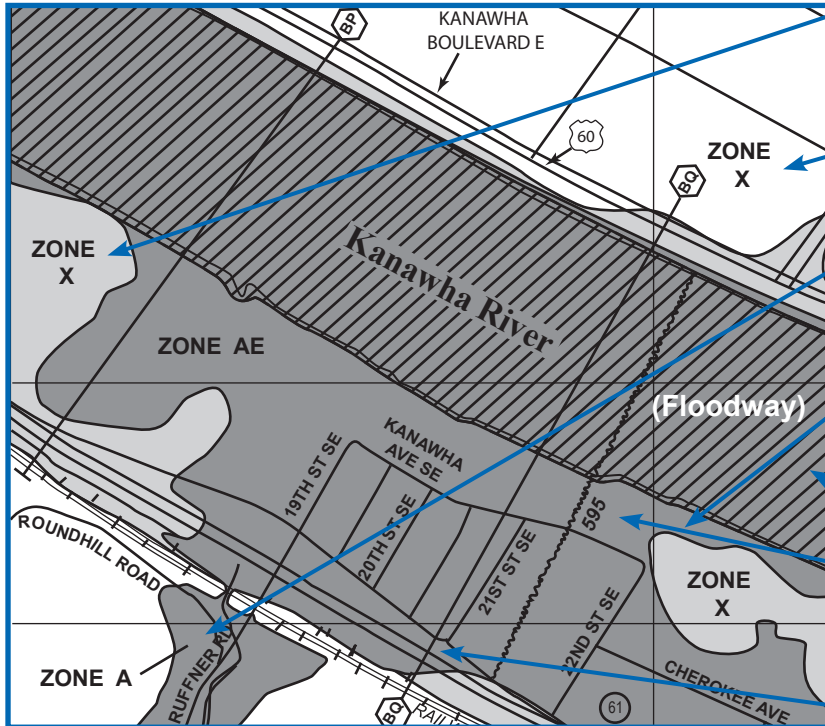 BP
KANAWHA
BOULEVARD E
60
ZONE
X
BQ
ZONE
X
Kanawha River
ZONE AE
(Floodway)
KANAWHA
AVE SE
19TH ST SE
20TH ST SE
595
21ST ST SE
ROUNDHILL ROAD
ZONE
X
22ND ST SE
RUFFNER
ZONE A
CHEROKEE AVE
61
BQ